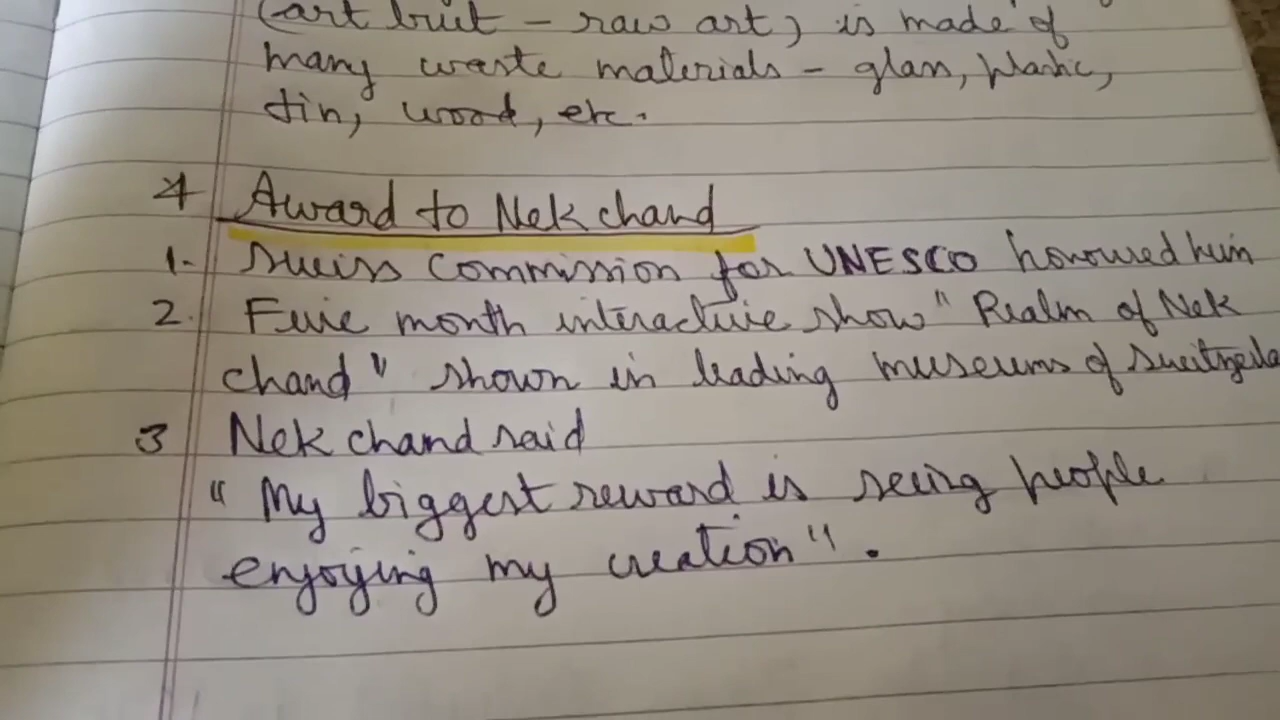 (art brut - raw art) is made of
many waste materials - glass, plastic,
tin, wood, etc.
4 Award to Nek chand
1. Swiss Commission for UNESCO honoured him
2. Five month interactive show "Realm of Nek
chand" shown in leading museums of Switzerla
3 Nek chand said
"My biggest reward is seeing people
enjoying my creation".